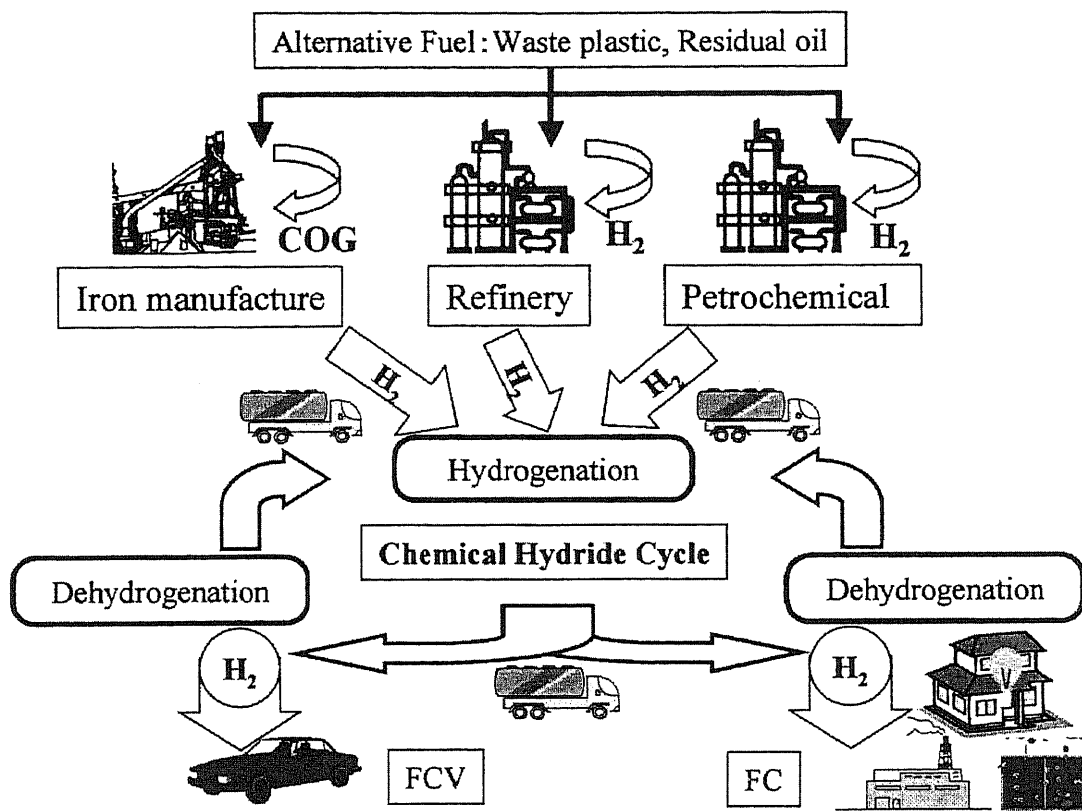 Alternative Fuel : Waste plastic, Residual oil
COG
H₂
H₂
Iron manufacture
Refinery
Petrochemical
H₂
H₂
H₂
Hydrogenation
Chemical Hydride Cycle
Dehydrogenation
Dehydrogenation
H₂
H₂
V
FCV
FC